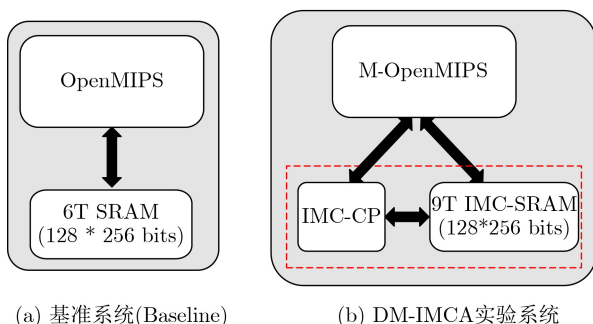 OpenMIPS
6T SRAM
(128 * 256 bits)
(a) 基准系统(Baseline)
M-OpenMIPS
IMC-CP
9T IMC-SRAM
(128*256 bits)
(b) DM-IMCA实验系统